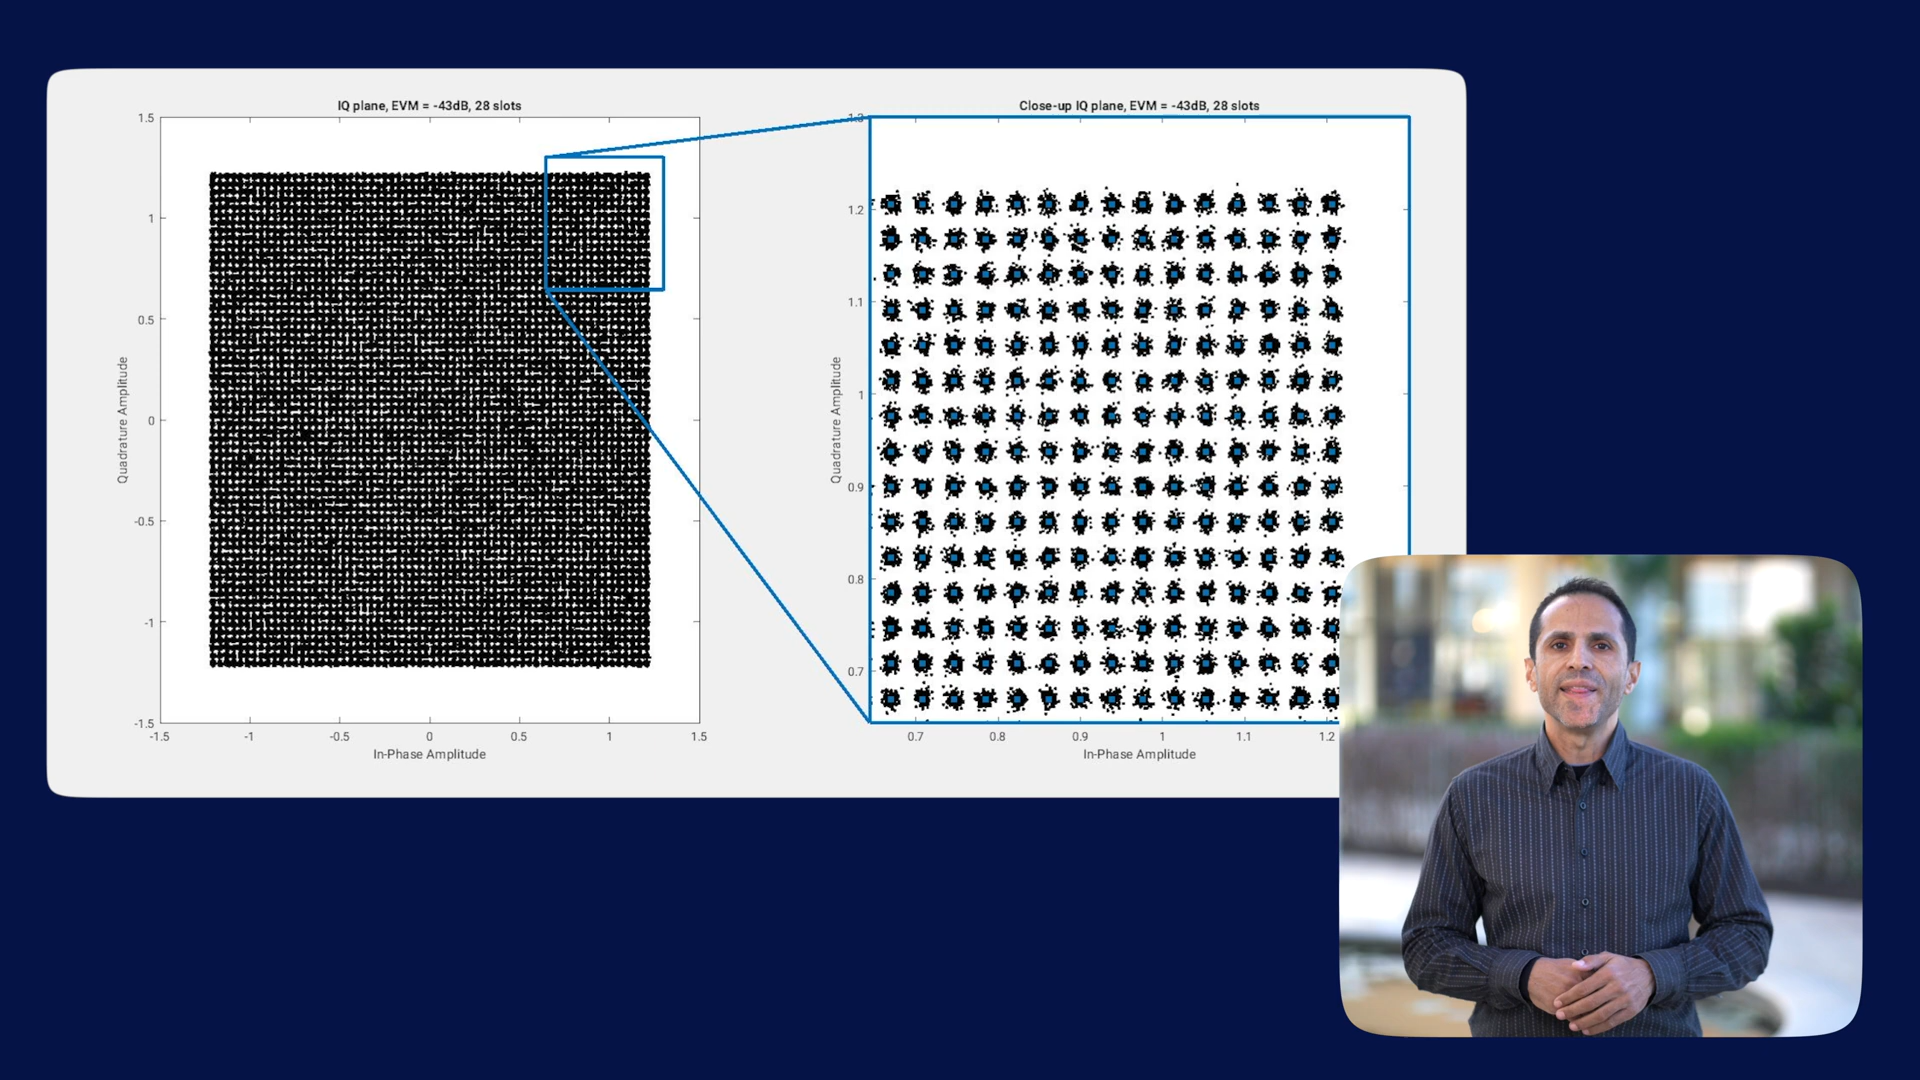 IQ plane, EVM = -43dB, 28 slots
1.5
1
0.5
0
-0.5
-1
-1.5
Quadrature Amplitude
-1.5 -1 -0.5 0 0.5 1 1.5
In-Phase Amplitude
Close-up IQ plane, EVM = -43dB, 28 slots
1.3
1.2
1.1
1
0.9
0.8
0.7
Quadrature Amplitude
0.7 0.8 0.9 1 1.1 1.2
In-Phase Amplitude